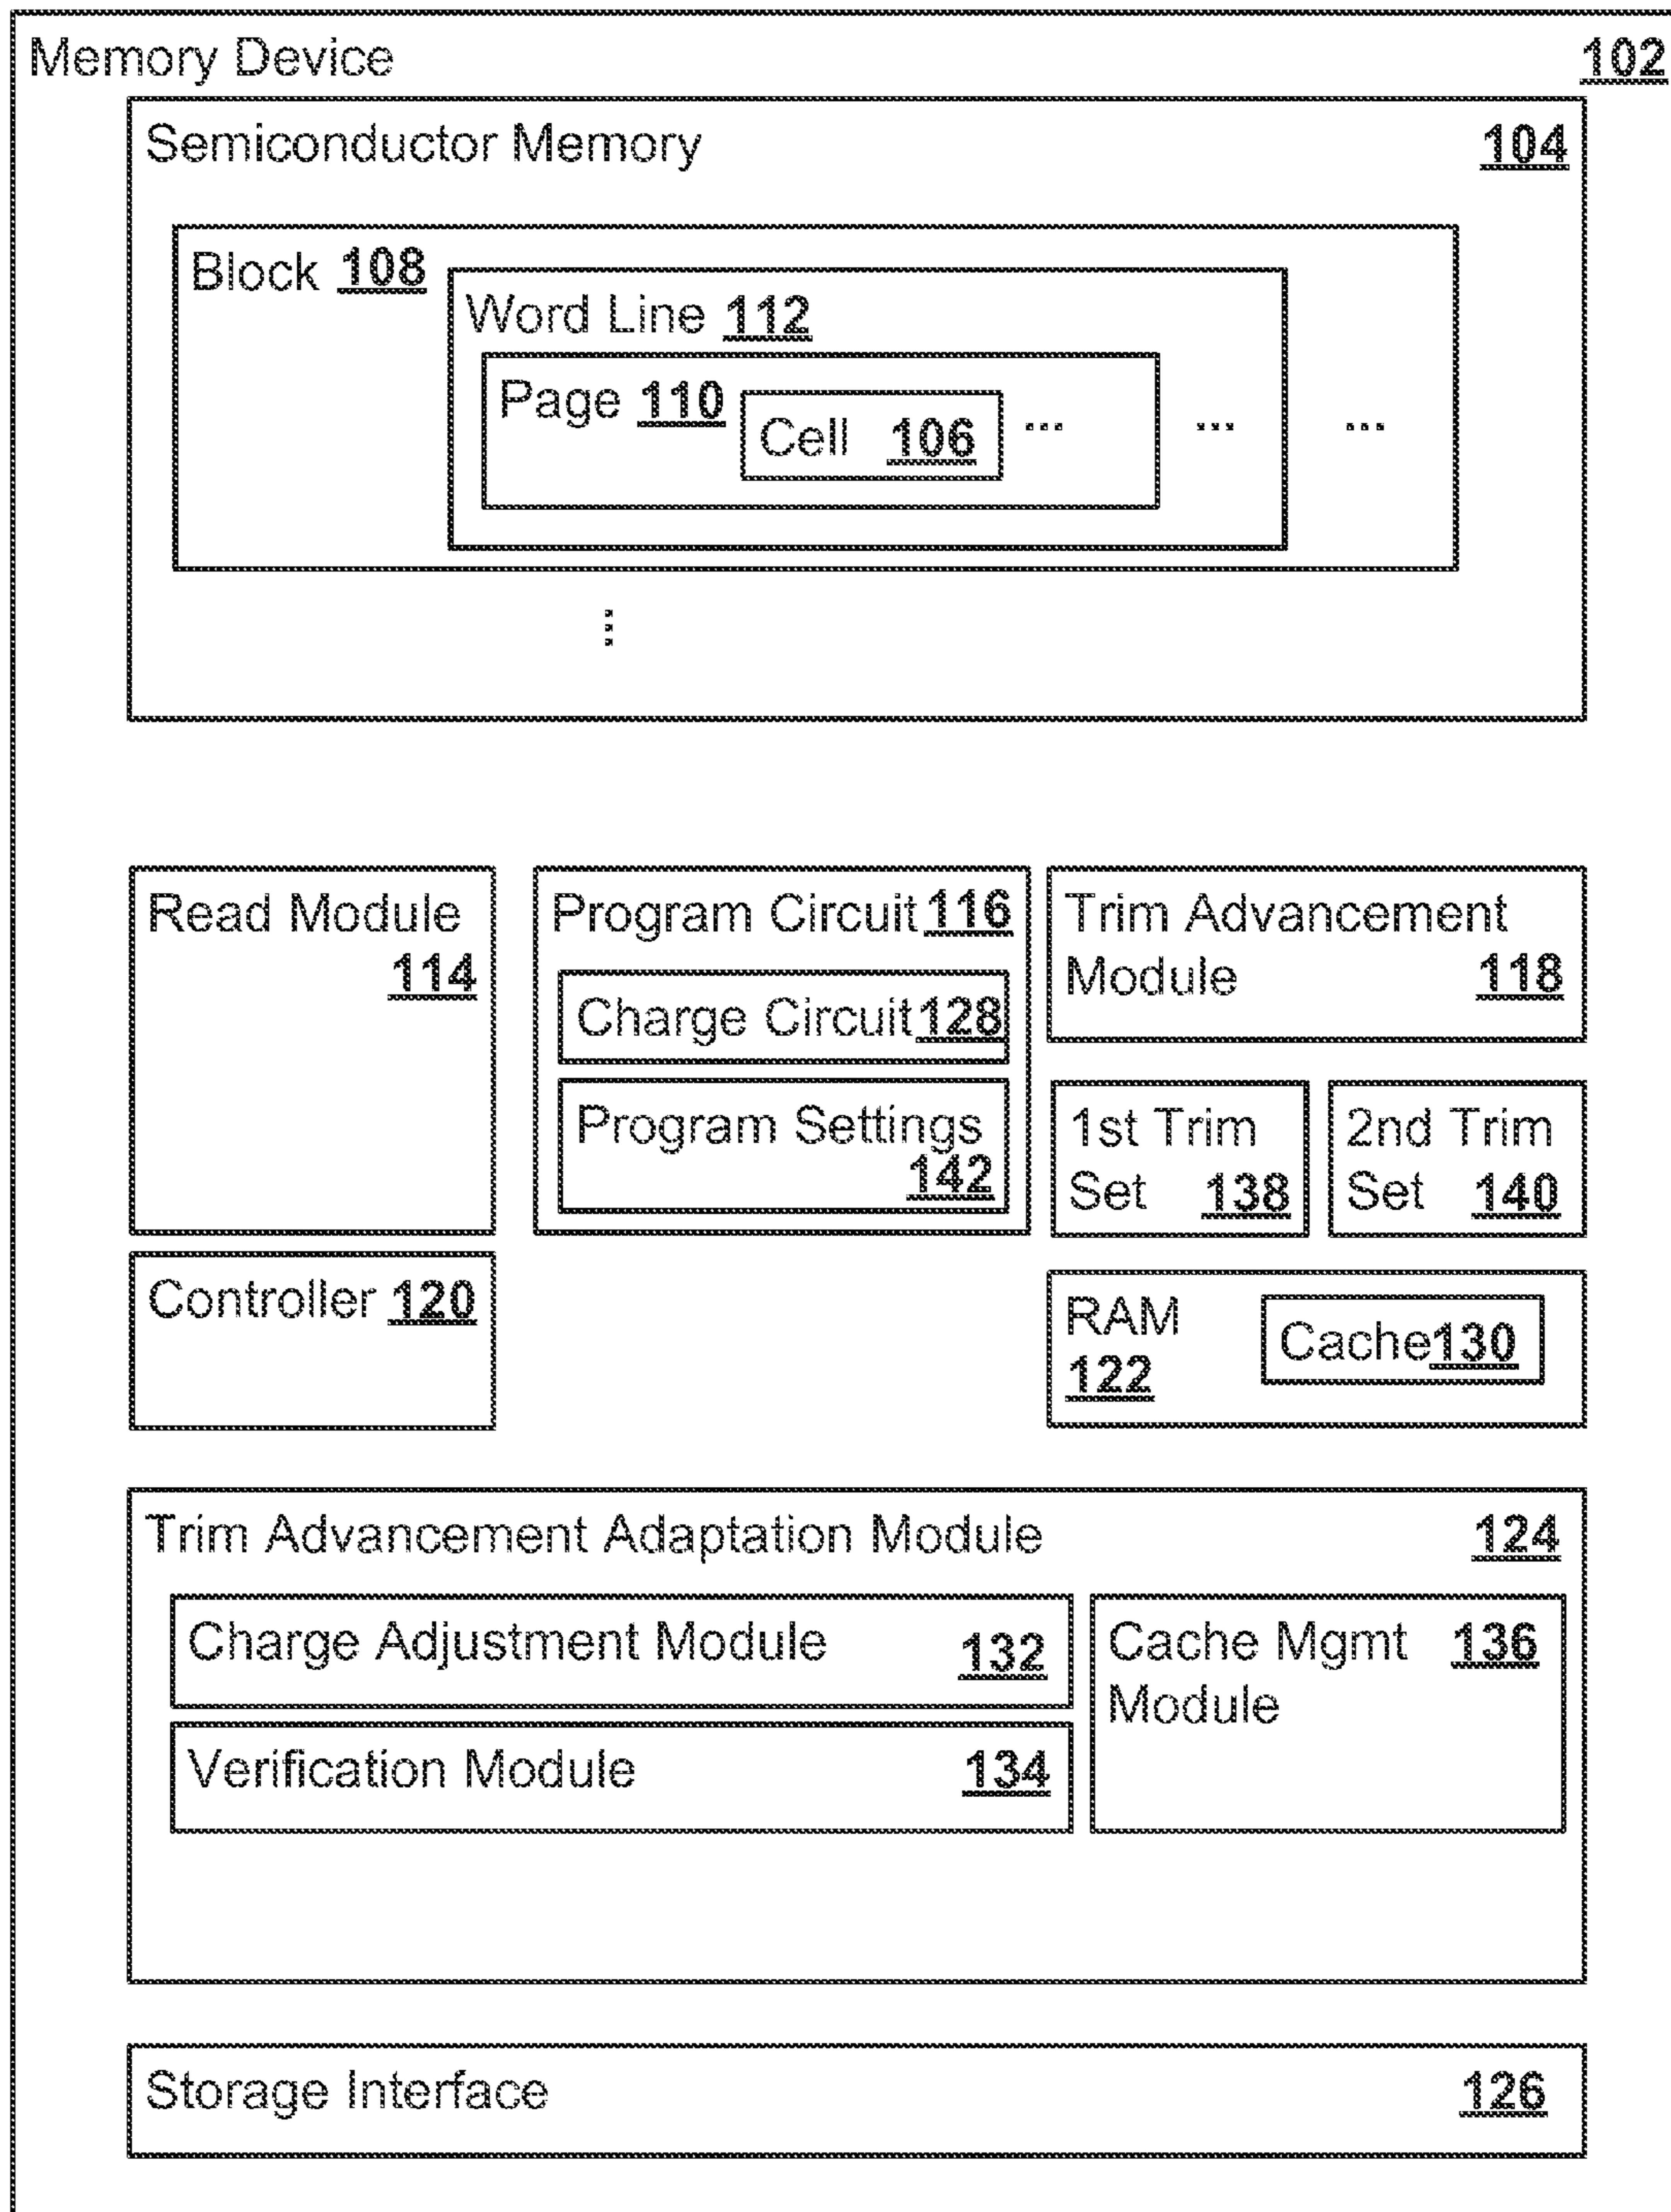 Memory Device 102
Semiconductor Memory 104
Block 108
Word Line 112
Page 110
Cell 106 ... ... ...
...
Read Module
114
Program Circuit 116
Charge Circuit 128
Program Settings
142
Trim Advancement
Module 118
1st Trim
Set 138
2nd Trim
Set 140
Controller 120
RAM
122
Cache 130
Trim Advancement Adaptation Module 124
Charge Adjustment Module 132
Verification Module 134
Cache Mgmt 136
Module
Storage Interface 126